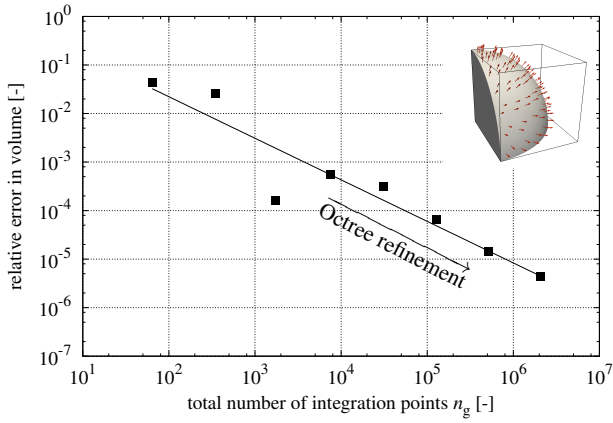 10^0
10^-1
10^-2
10^-3
10^-4
10^-5
10^-6
10^-7
relative error in volume [-]
Octree refinement
10^1 10^2 10^3 10^4 10^5 10^6 10^7
total number of integration points n_g [-]